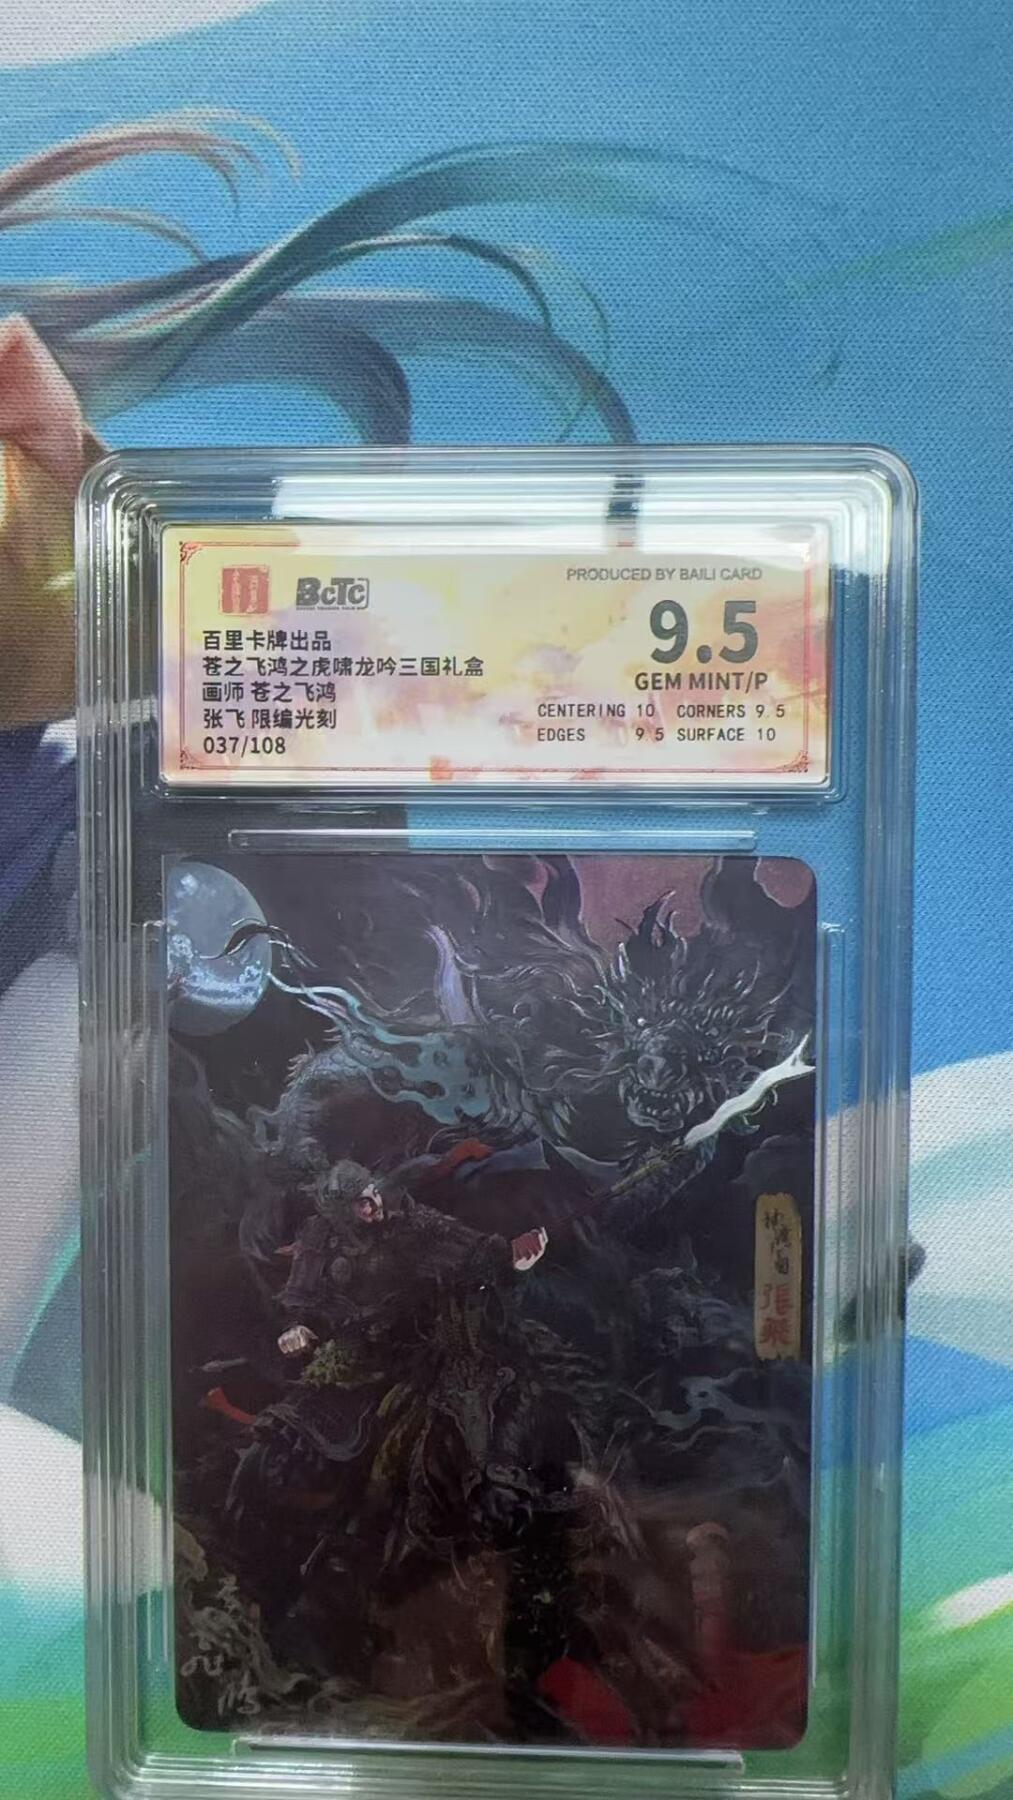 BCTC
PRODUCED BY BAILI CARD
百里卡牌出品
苍之飞鸿之虎啸龙吟三国礼盒
画师 苍之飞鸿
张飞 限编光刻
037/108
9.5
GEM MINT/P
CENTERING 10 CORNERS 9.5
EDGES 9.5 SURFACE 10
張飛